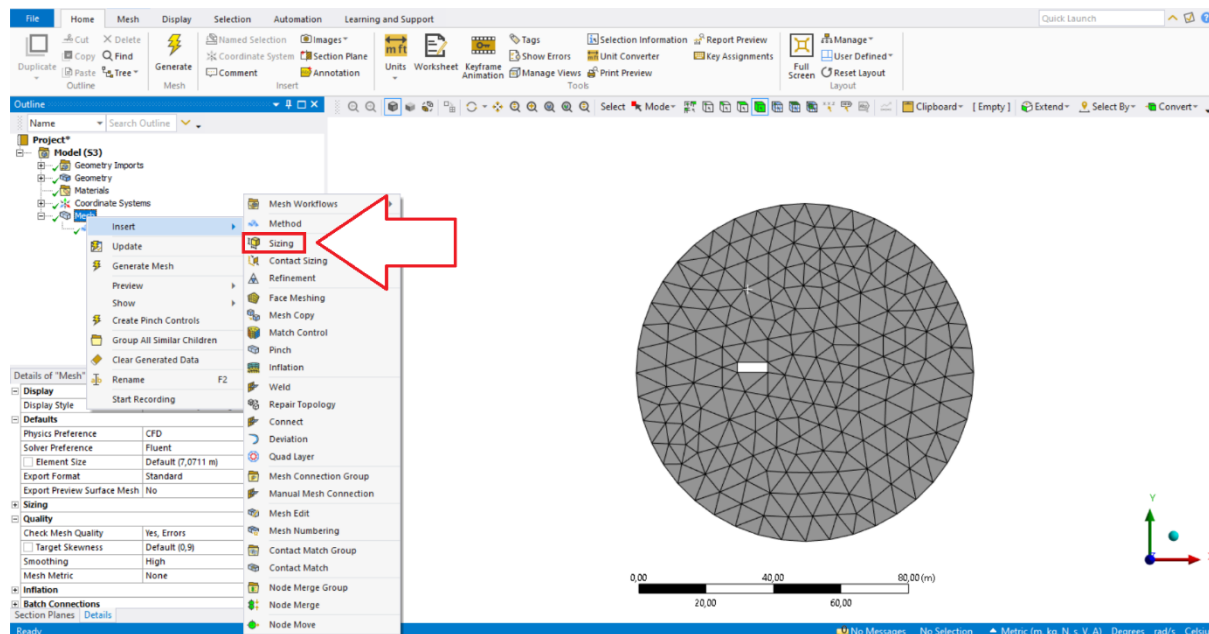 File Home Mesh Display Selection Automation Learning and Support Quick Launch
Duplicate Cut Copy Paste Delete Find Tree
Outline
Generate
Mesh
Named Selection Images
Coordinate System Section Plane
Comment Annotation
Insert
Units Worksheet Keyframe Animation
Tags Selection Information Report Preview
Show Errors Unit Converter Key Assignments
Manage Views Print Preview
Tools
Full Screen Manage
User Defined
Reset Layout
Layout
Outline
Select Mode Clipboard [ Empty ] Extend Select By Convert
Name Search Outline
Project*
Model (S3)
Geometry Imports
Geometry
Materials
Coordinate Systems
Mesh
Insert
Update
Generate Mesh
Preview
Show
Create Pinch Controls
Group All Similar Children
Clear Generated Data
Rename F2
Start Recording
Mesh Workflows
Method
Sizing
Contact Sizing
Refinement
Face Meshing
Mesh Copy
Match Control
Pinch
Inflation
Weld
Repair Topology
Connect
Deviation
Quad Layer
Mesh Connection Group
Manual Mesh Connection
Mesh Edit
Mesh Numbering
Contact Match Group
Contact Match
Node Merge Group
Node Merge
Node Move
Details of "Mesh"
Display
Display Style
Defaults
Physics Preference CFD
Solver Preference Fluent
Element Size Default (7,0711 m)
Export Format Standard
Export Preview Surface Mesh No
Sizing
Quality
Check Mesh Quality Yes, Errors
Target Skewness Default (0,9)
Smoothing High
Mesh Metric None
Inflation
Batch Connections
Section Planes Details
Y
0,00 40,00 80,00 (m)
20,00 60,00
Ready No Messages No Selection Metric (m, kg, N, s, V, A) Degrees rad/s Celsiu